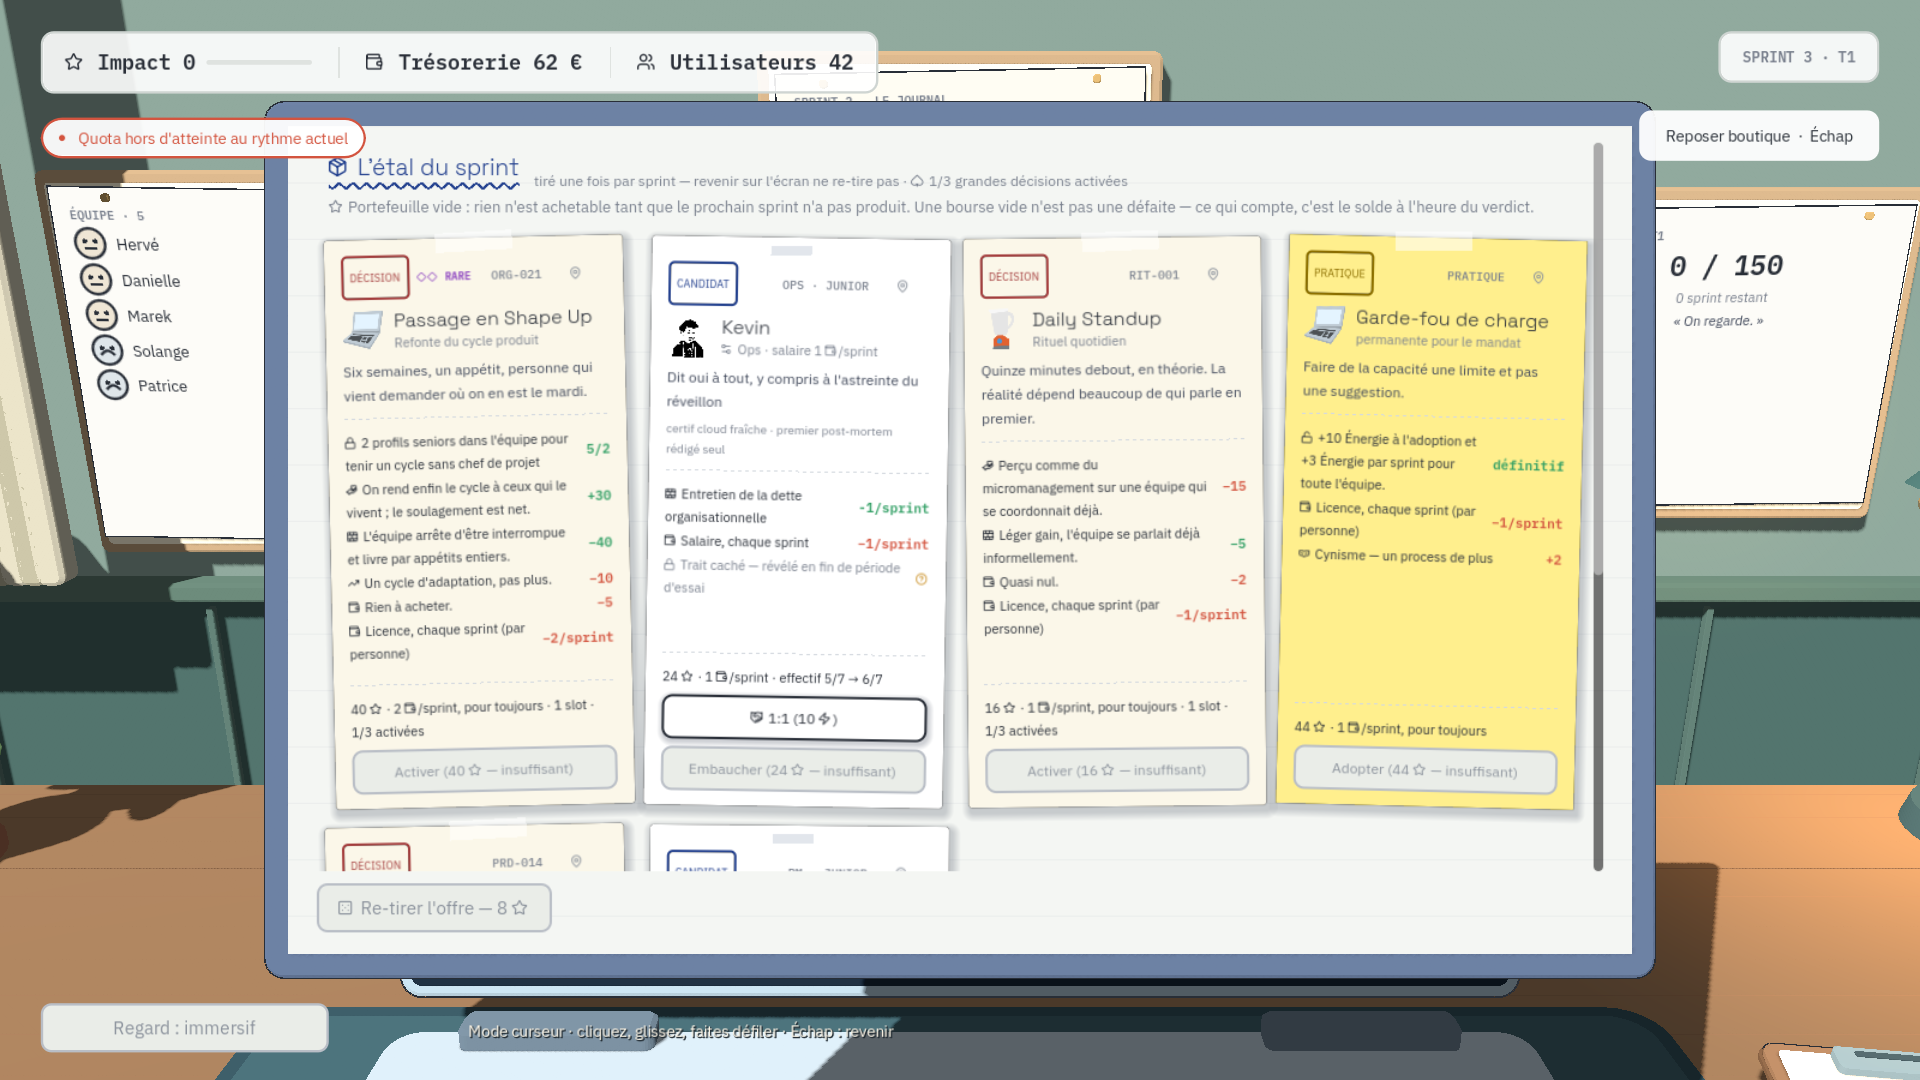 Impact 0
Trésorerie 62 €
Utilisateurs 42
SPRINT 3 · T1
SPRINT 2 LE JOURNAL
Quota hors d'atteinte au rythme actuel
Reposer boutique · Échap
L'étal du sprint
tiré une fois par sprint — revenir sur l'écran ne re-tire pas · 1/3 grandes décisions activées
Portefeuille vide : rien n'est achetable tant que le prochain sprint n'a pas produit. Une bourse vide n'est pas une défaite — ce qui compte, c'est le solde à l'heure du verdict.
ÉQUIPE · 5
Hervé
Danielle
Marek
Solange
Patrice
DÉCISION
RARE
ORG-021
Passage en Shape Up
Refonte du cycle produit
Six semaines, un appétit, personne qui
vient demander où on en est le mardi.
2 profils seniors dans l'équipe pour
tenir un cycle sans chef de projet
5/2
On rend enfin le cycle à ceux qui le
vivent ; le soulagement est net.
+30
L'équipe arrête d'être interrompue
et livre par appétits entiers.
−40
Un cycle d'adaptation, pas plus.
−10
Rien à acheter.
−5
Licence, chaque sprint (par
personne)
−2/sprint
40 · 2 /sprint, pour toujours · 1 slot ·
1/3 activées
Activer (40 — insuffisant)
CANDIDAT
OPS · JUNIOR
Kevin
Ops · salaire 1 /sprint
Dit oui à tout, y compris à l'astreinte du
réveillon
certif cloud fraîche · premier post-mortem
rédigé seul
Entretien de la dette
organisationnelle
-1/sprint
Salaire, chaque sprint
−1/sprint
Trait caché — révélé en fin de période
d'essai
24 · 1 /sprint · effectif 5/7 → 6/7
1:1 (10 )
Embaucher (24 — insuffisant)
DÉCISION
RIT-001
Daily Standup
Rituel quotidien
Quinze minutes debout, en théorie. La
réalité dépend beaucoup de qui parle en
premier.
Perçu comme du
micromanagement sur une équipe qui
se coordonnait déjà.
−15
Léger gain, l'équipe se parlait déjà
informellement.
−5
Quasi nul.
−2
Licence, chaque sprint (par
personne)
−1/sprint
16 · 1 /sprint, pour toujours · 1 slot ·
1/3 activées
Activer (16 — insuffisant)
PRATIQUE
PRATIQUE
Garde-fou de charge
permanente pour le mandat
Faire de la capacité une limite et pas
une suggestion.
+10 Énergie à l'adoption et
+3 Énergie par sprint pour
toute l'équipe.
définitif
Licence, chaque sprint (par
personne)
−1/sprint
Cynisme — un process de plus
+2
44 · 1 /sprint, pour toujours
Adopter (44 — insuffisant)
T1
0 / 150
0 sprint restant
« On regarde. »
DÉCISION
PRD-014
CANDIDAT
PM · JUNIOR
Re-tirer l'offre — 8
Regard : immersif
Mode curseur · cliquez, glissez, faites défiler · Échap : revenir